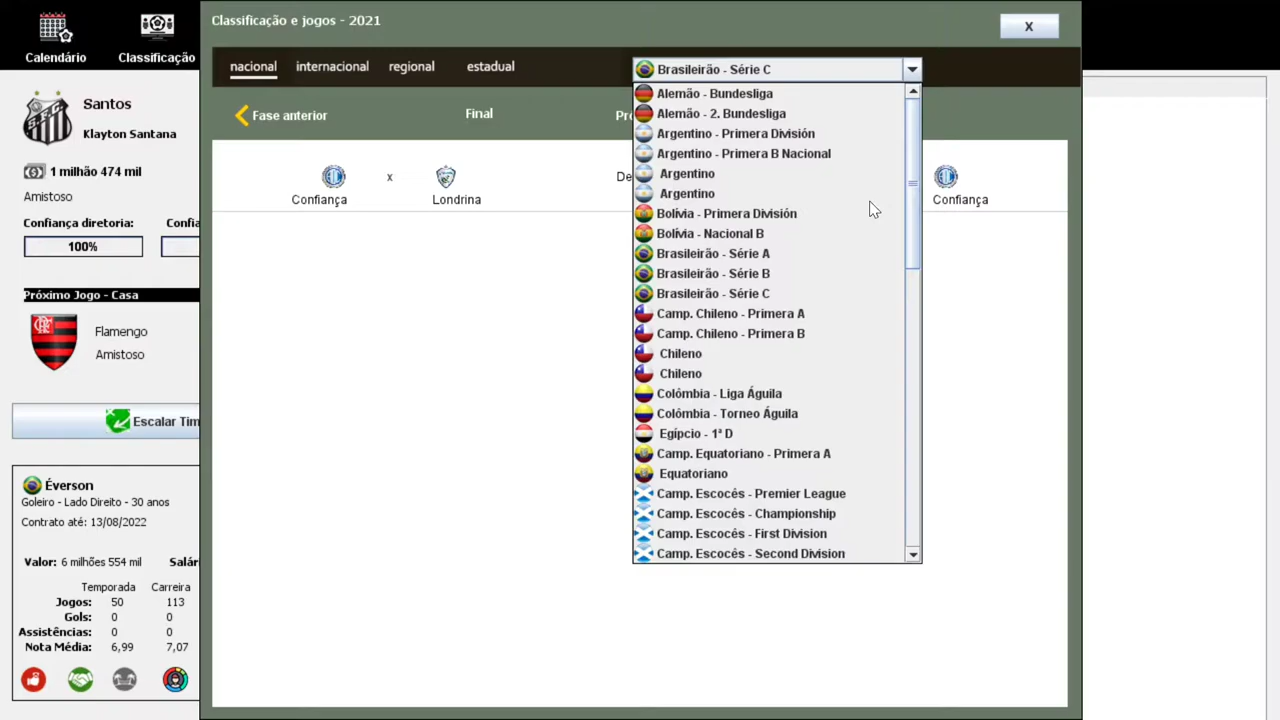 Calendário
Classificação
Santos
Klayton Santana
1 milhão 474 mil
Amistoso
Confiança diretoria:
Confia
100%
Próximo Jogo - Casa
Flamengo
Amistoso
Escalar Tim
Éverson
Goleiro - Lado Direito - 30 anos
Contrato até: 13/08/2022
Valor: 6 milhões 554 mil
Salári
Temporada Carreira
Jogos: 50 113
Gols: 0 0
Assistências: 0 0
Nota Média: 6,99 7,07
Classificação e jogos - 2021
X
nacional internacional regional estadual
Brasileirão - Série C
Fase anterior
Final
Pr
Confiança
x
Londrina
De
Confiança
Alemão - Bundesliga
Alemão - 2. Bundesliga
Argentino - Primera División
Argentino - Primera B Nacional
Argentino
Argentino
Bolívia - Primera División
Bolívia - Nacional B
Brasileirão - Série A
Brasileirão - Série B
Brasileirão - Série C
Camp. Chileno - Primera A
Camp. Chileno - Primera B
Chileno
Chileno
Colómbia - Liga Águila
Colómbia - Torneo Águila
Egípcio - 1ª D
Camp. Equatoriano - Primera A
Equatoriano
Camp. Escocês - Premier League
Camp. Escocês - Championship
Camp. Escocês - First Division
Camp. Escocês - Second Division